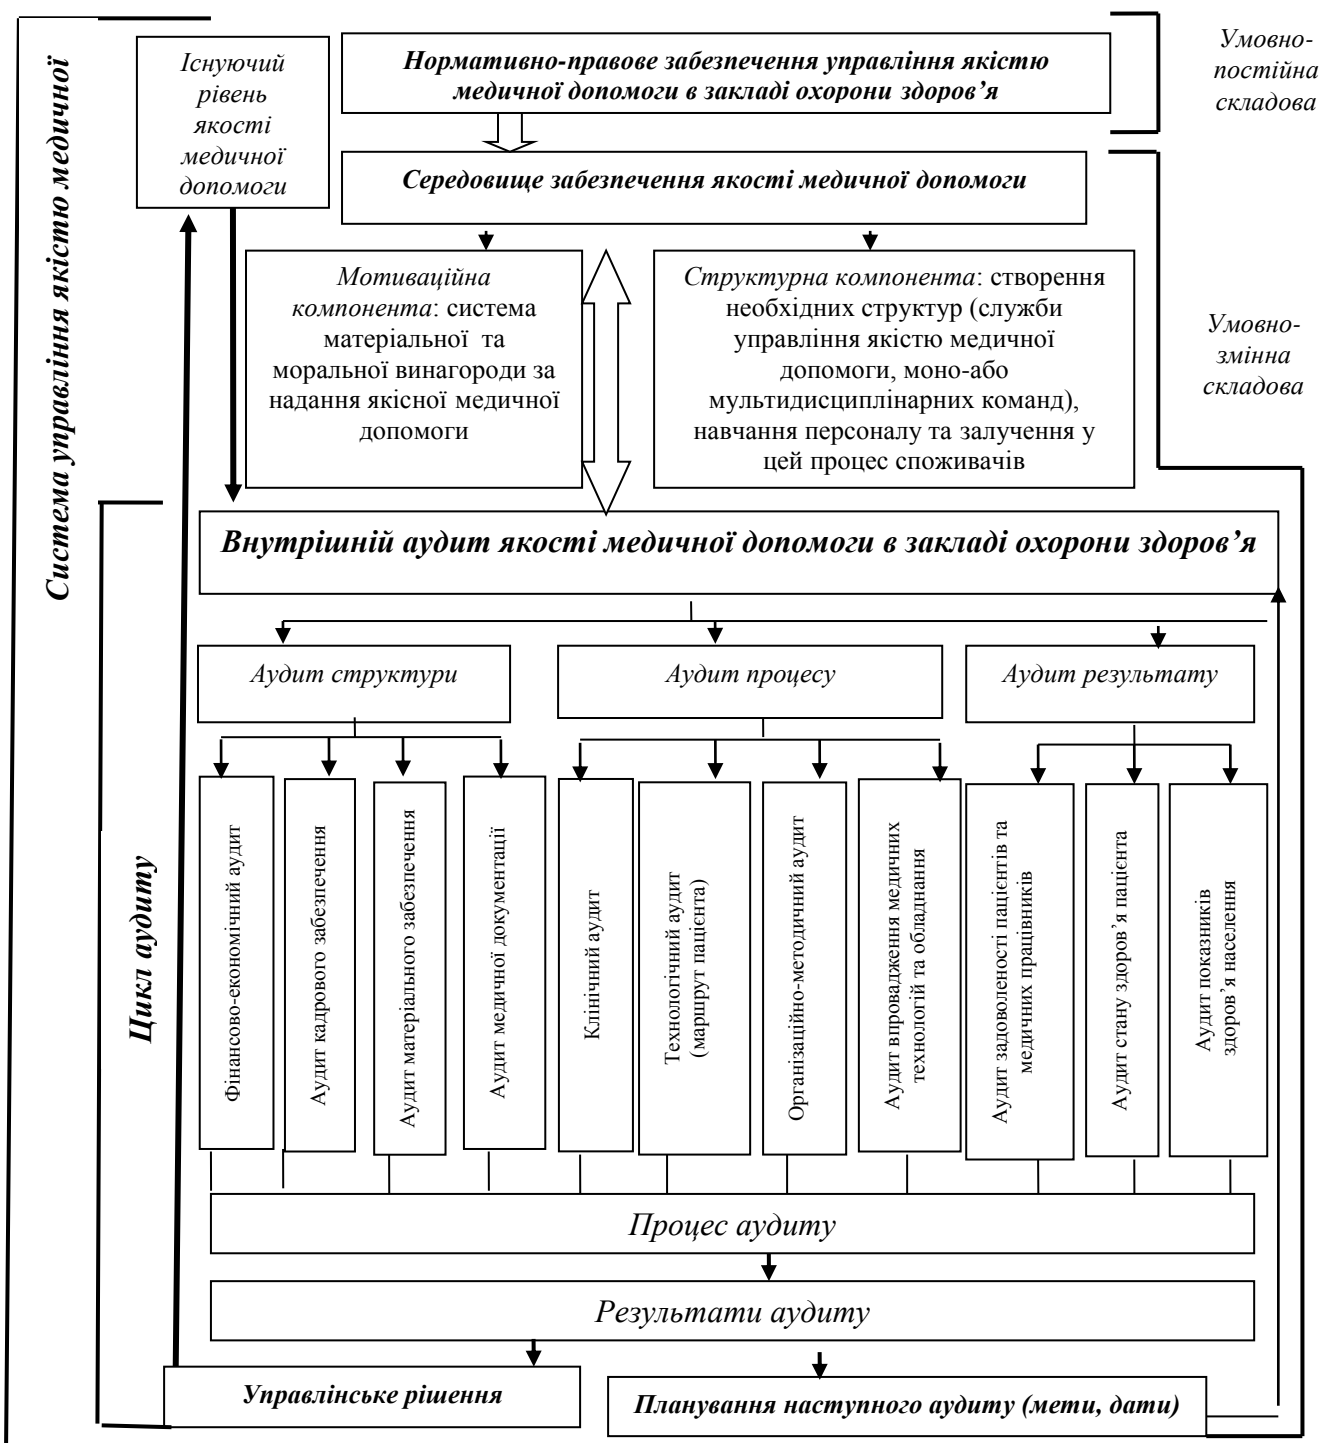 Система управління якістю медичної
Існуючий
рівень
якості
медичної
допомоги
Нормативно-правове забезпечення управління якістю
медичної допомоги в закладі охорони здоров’я
Умовно-
постійна
складова
Середовище забезпечення якості медичної допомоги
Мотиваційна
компонента: система
матеріальної та
моральної винагороди за
надання якісної медичної
допомоги
Структурна компонента: створення
необхідних структур (служби
управління якістю медичної
допомоги, моно-або
мультидисциплінарних команд),
навчання персоналу та залучення у
цей процес споживачів
Умовно-
змінна
складова
Цикл аудиту
Внутрішній аудит якості медичної допомоги в закладі охорони здоров’я
Аудит структури
Аудит процесу
Аудит результату
Фінансово-економічний аудит
Аудит кадрового забезпечення
Аудит матеріального забезпечення
Аудит медичної документації
Клінічний аудит
Технологічний аудит
(маршрут пацієнта)
Організаційно-методичний аудит
Аудит впровадження медичних
технологій та обладнання
Аудит задоволеності пацієнтів та
медичних працівників
Аудит стану здоров’я пацієнта
Аудит показників
здоров’я населення
Процес аудиту
Результати аудиту
Управлінське рішення
Планування наступного аудиту (мети, дати)